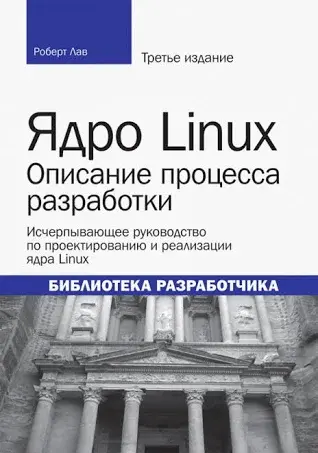 Роберт Лав
Третье издание
Ядро Linux
Описание процесса
разработки
Исчерпывающее руководство
по проектированию и реализации
ядра Linux
БИБЛИОТЕКА РАЗРАБОТЧИКА